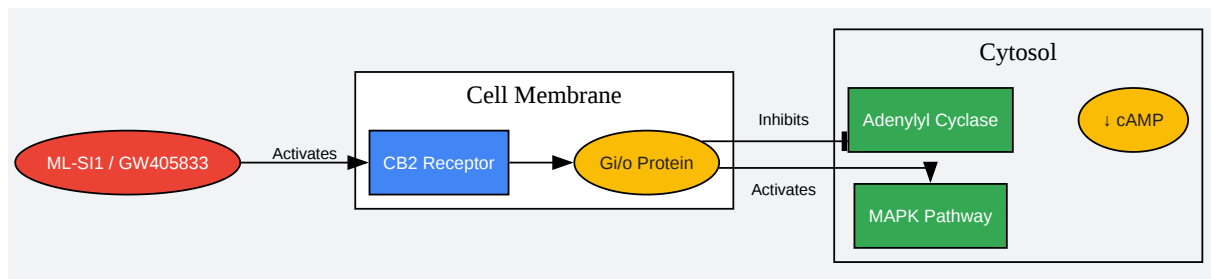 Cytosol
Cell Membrane
ML-SI1 / GW405833
Activates
CB2 Receptor
Gi/o Protein
Inhibits
Activates
Adenylyl Cyclase
↓ cAMP
MAPK Pathway